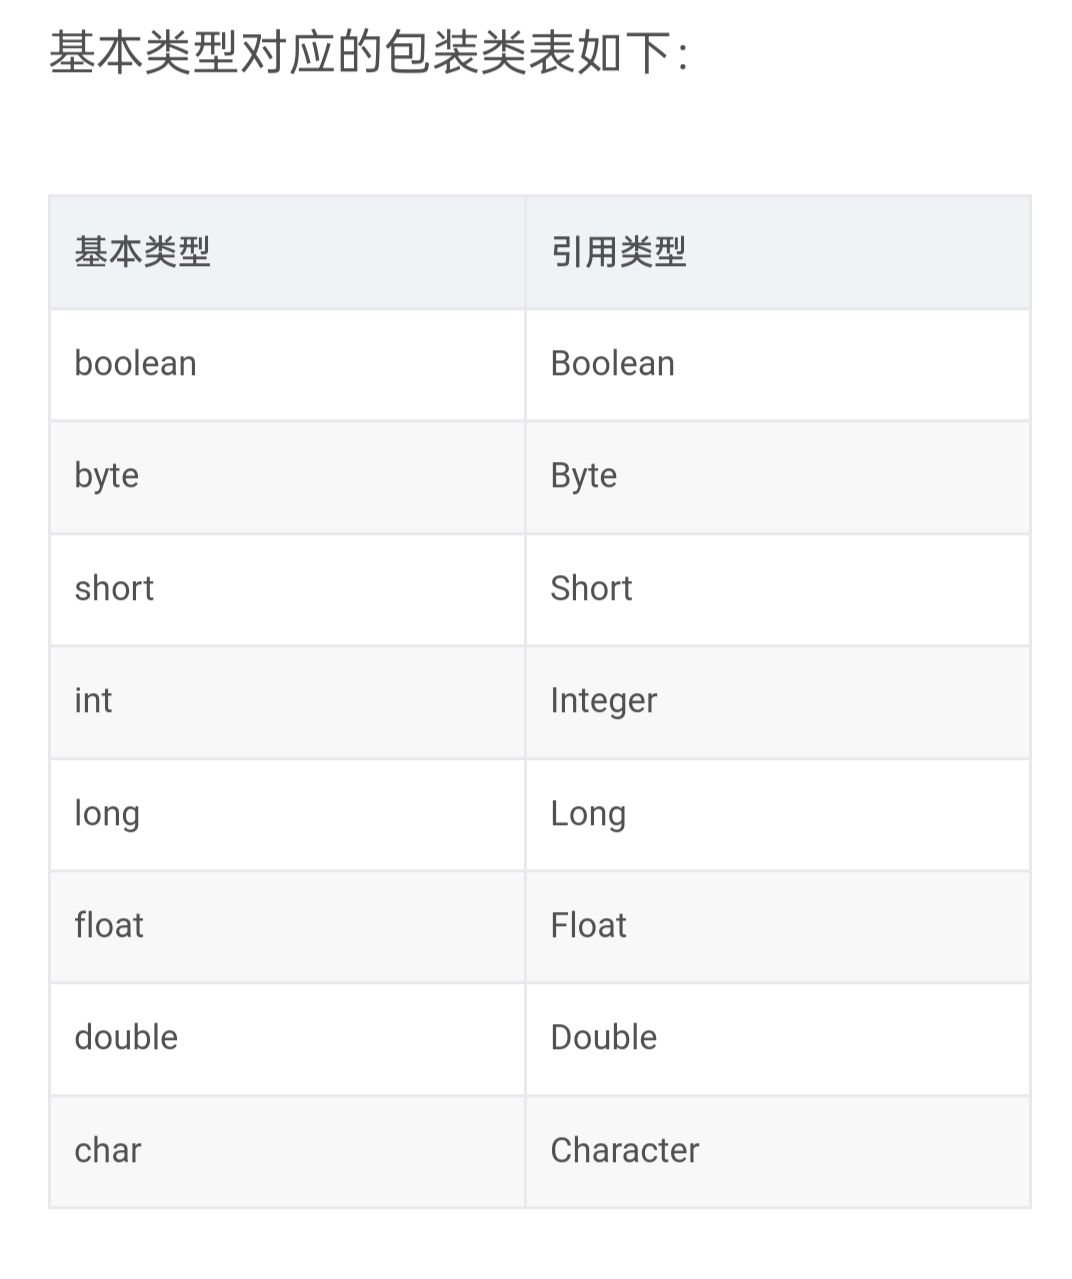 基本类型对应的包装类表如下：
基本类型 引用类型
boolean Boolean
byte Byte
short Short
int Integer
long Long
float Float
double Double
char Character